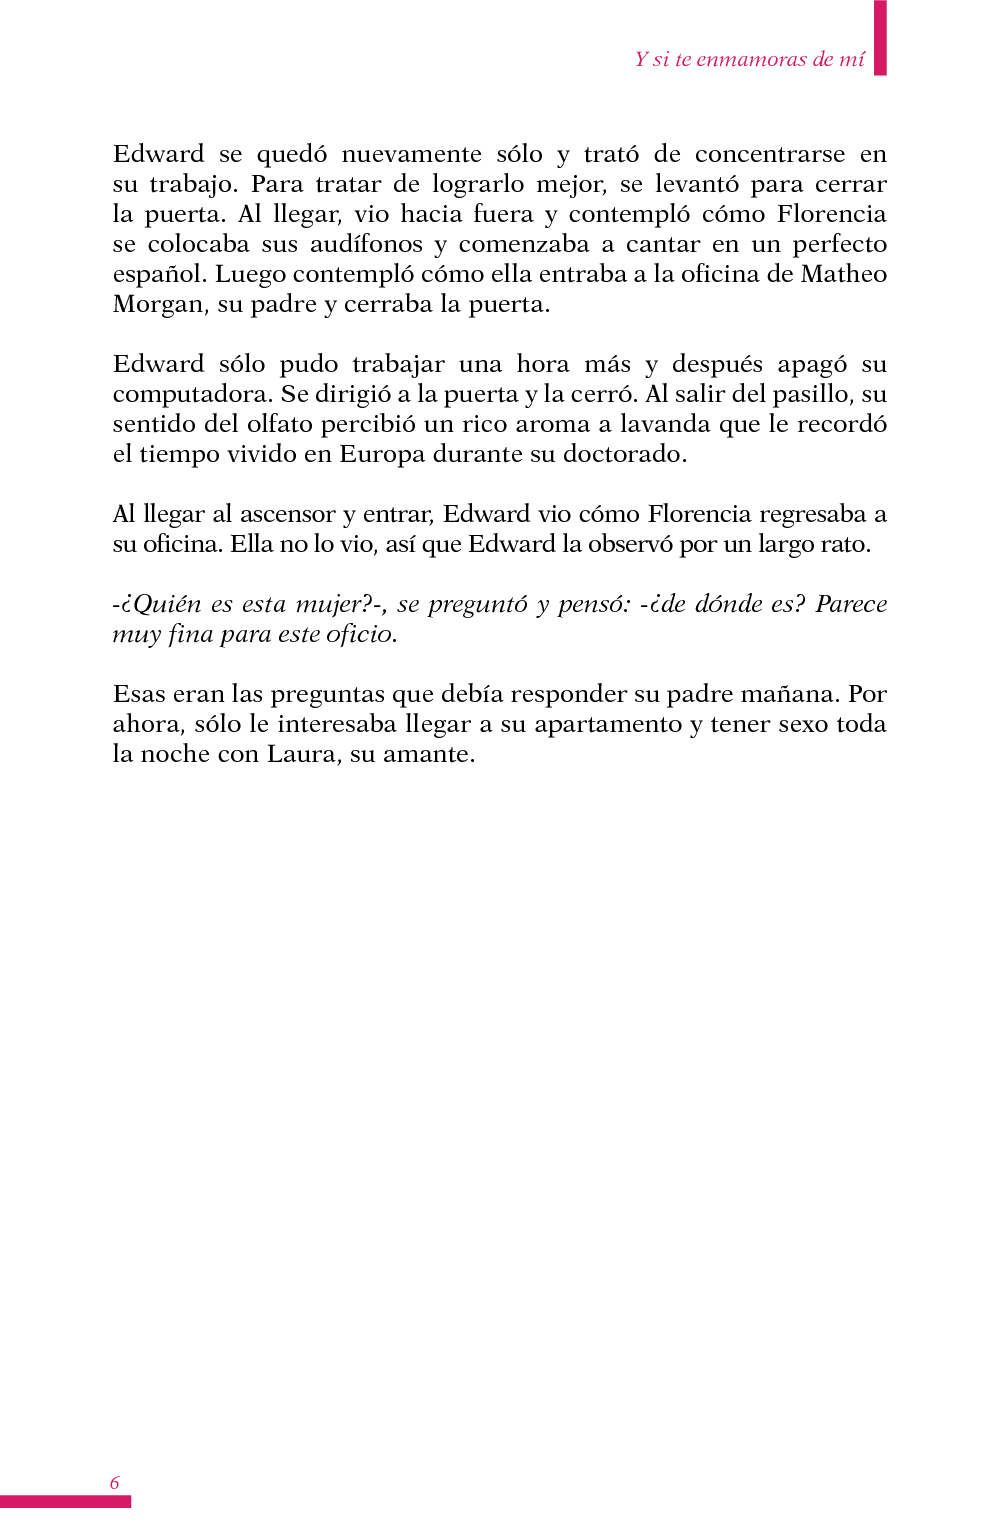 Y si te enmamoras de mí
Edward se quedó nuevamente sólo y trató de concentrarse en
su trabajo. Para tratar de lograrlo mejor, se levantó para cerrar
la puerta. Al llegar, vio hacia fuera y contempló cómo Florencia
se colocaba sus audífonos y comenzaba a cantar en un perfecto
español. Luego contempló cómo ella entraba a la oficina de Matheo
Morgan, su padre y cerraba la puerta.
Edward sólo pudo trabajar una hora más y después apagó su
computadora. Se dirigió a la puerta y la cerró. Al salir del pasillo, su
sentido del olfato percibió un rico aroma a lavanda que le recordó
el tiempo vivido en Europa durante su doctorado.
Al llegar al ascensor y entrar, Edward vio cómo Florencia regresaba a
su oficina. Ella no lo vio, así que Edward la observó por un largo rato.
-¿Quién es esta mujer?-, se preguntó y pensó: -¿de dónde es? Parece
muy fina para este oficio.
Esas eran las preguntas que debía responder su padre mañana. Por
ahora, sólo le interesaba llegar a su apartamento y tener sexo toda
la noche con Laura, su amante.
6